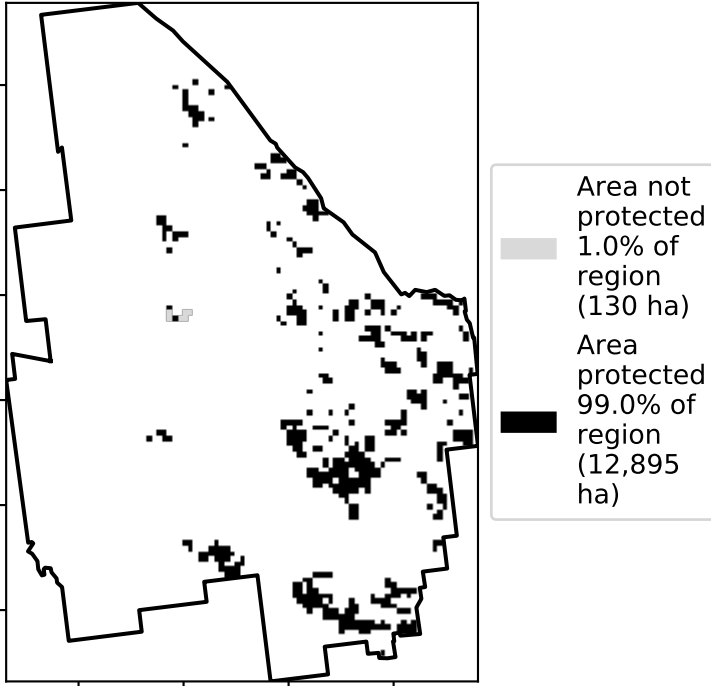 Area not
protected
1.0% of
region
(130 ha)
Area
protected
99.0% of
region
(12,895
ha)